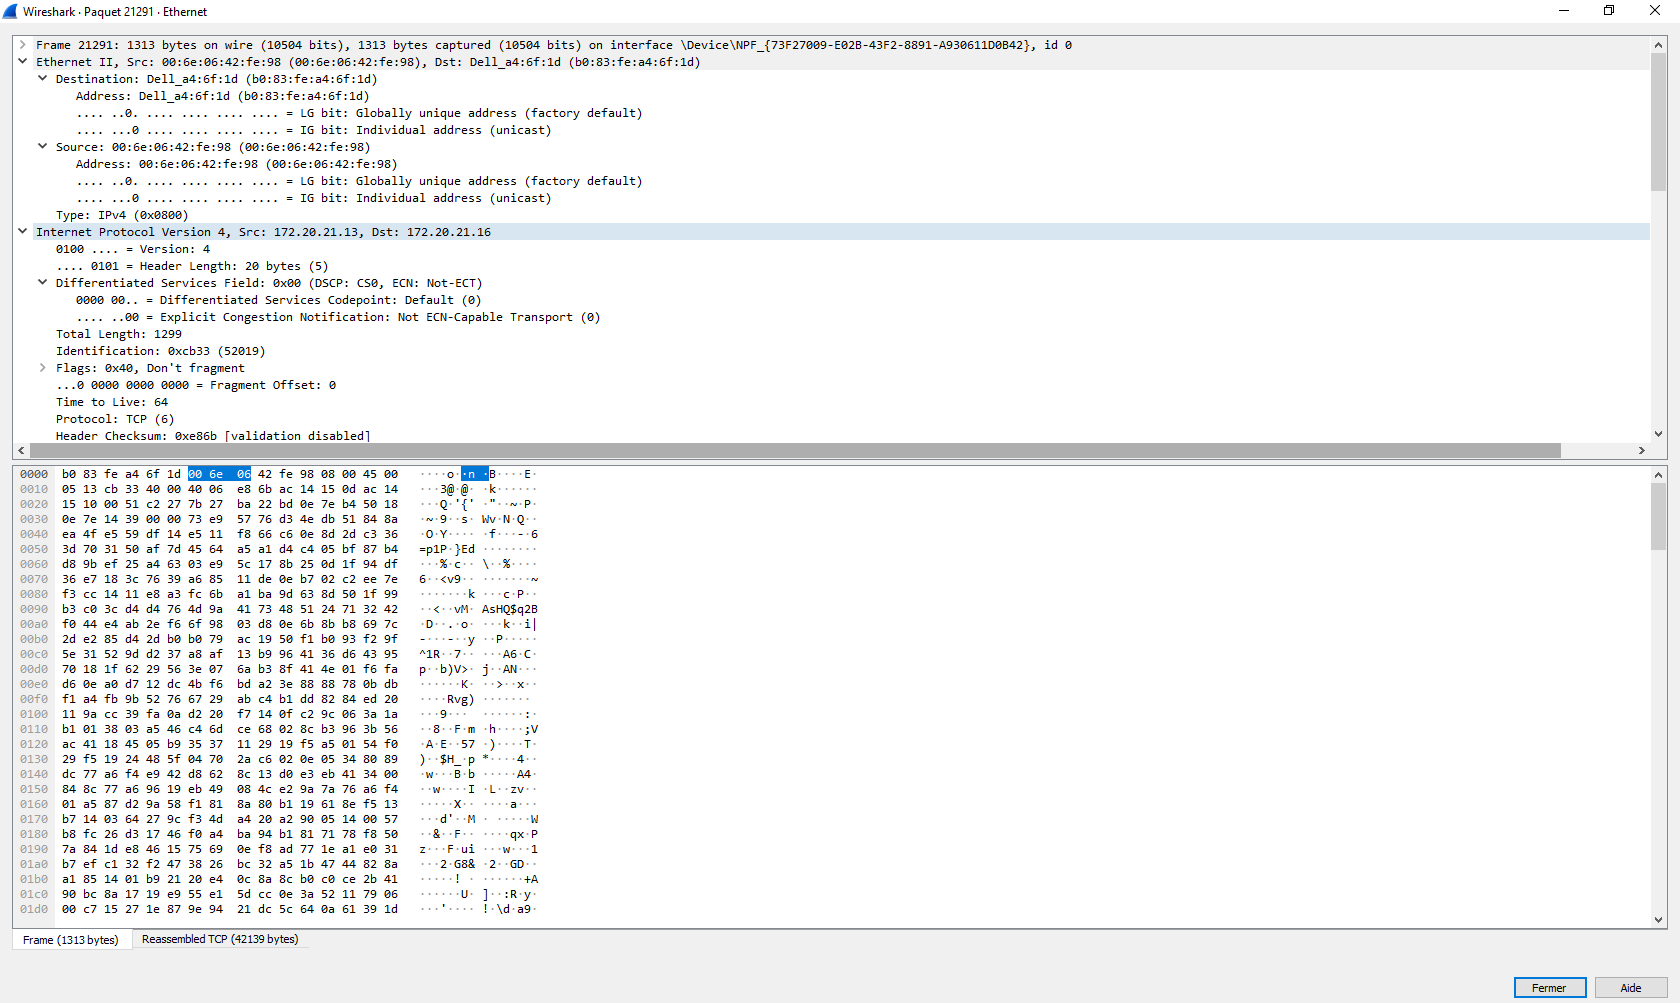 Wireshark · Paquet 21291 · Ethernet
Frame 21291: 1313 bytes on wire (10504 bits), 1313 bytes captured (10504 bits) on interface \Device\NPF_{73F27009-E02B-43F2-8891-A930611D0B42}, id 0
Ethernet II, Src: 00:6e:06:42:fe:98 (00:6e:06:42:fe:98), Dst: Dell_a4:6f:1d (b0:83:fe:a4:6f:1d)
Destination: Dell_a4:6f:1d (b0:83:fe:a4:6f:1d)
Address: Dell_a4:6f:1d (b0:83:fe:a4:6f:1d)
.... ..0. .... .... .... .... = LG bit: Globally unique address (factory default)
.... ...0 .... .... .... .... = IG bit: Individual address (unicast)
Source: 00:6e:06:42:fe:98 (00:6e:06:42:fe:98)
Address: 00:6e:06:42:fe:98 (00:6e:06:42:fe:98)
.... ..0. .... .... .... .... = LG bit: Globally unique address (factory default)
.... ...0 .... .... .... .... = IG bit: Individual address (unicast)
Type: IPv4 (0x0800)
Internet Protocol Version 4, Src: 172.20.21.13, Dst: 172.20.21.16
0100 .... = Version: 4
.... 0101 = Header Length: 20 bytes (5)
Differentiated Services Field: 0x00 (DSCP: CS0, ECN: Not-ECT)
0000 00.. = Differentiated Services Codepoint: Default (0)
.... ..00 = Explicit Congestion Notification: Not ECN-Capable Transport (0)
Total Length: 1299
Identification: 0xcb33 (52019)
Flags: 0x40, Don't fragment
...0 0000 0000 0000 = Fragment Offset: 0
Time to Live: 64
Protocol: TCP (6)
Header Checksum: 0xe86b [validation disabled]
0000 b0 83 fe a4 6f 1d 00 6e 06 42 fe 98 08 00 45 00 ····o··n ·B····E·
0010 05 13 cb 33 40 00 40 06 e8 6b ac 14 15 0d ac 14 ···3@·@· ·k······
0020 15 10 00 51 c2 27 7b 27 ba 22 bd 0e 7e b4 50 18 ···Q·'{' ·"··~·P·
0030 0e 7e 14 39 00 00 73 e9 57 76 d3 4e db 51 84 8a ·~·9··s· Wv·N·Q··
0040 ea 4f e5 59 df 14 e5 11 f8 66 c6 0e 8d 2d c3 36 ·O·Y···· ·f···-·6
0050 3d 70 31 50 af 7d 45 64 a5 a1 d4 c4 05 bf 87 b4 =p1P·}Ed ········
0060 d8 9b ef 25 a4 63 03 e9 5c 17 8b 25 0d 1f 94 df ···%·c·· \··%····
0070 36 e7 18 3c 76 39 a6 85 11 de 0e b7 02 c2 ee 7e 6··<v9·· ·······~
0080 f3 cc 14 11 e8 a3 fc 6b a1 ba 9d 63 8d 50 1f 99 ·······k ···c·P··
0090 b3 c0 3c d4 d4 76 4d 9a 41 73 48 51 24 71 32 42 ··<··vM· AsHQ$q2B
00a0 f0 44 e4 ab 2e f6 6f 98 03 d8 0e 6b 8b b8 69 7c ·D··.·o· ···k··i|
00b0 2d e2 85 d4 2d b0 b0 79 ac 19 50 f1 b0 93 f2 9f -···-··y ··P·····
00c0 5e 31 52 9d d2 37 a8 af 13 b9 96 41 36 d6 43 95 ^1R··7·· ···A6·C·
00d0 70 18 1f 62 29 56 3e 07 6a b3 8f 41 4e 01 f6 fa p··b)V>· j··AN···
00e0 d6 0e a0 d7 12 dc 4b f6 bd a2 3e 88 88 78 0b db ······K· ··>··x··
00f0 f1 a4 fb 9b 52 76 67 29 ab c4 b1 dd 82 84 ed 20 ····Rvg) ·······
0100 11 9a cc 39 fa 0a d2 20 f7 14 0f c2 9c 06 3a 1a ···9···  ······:·
0110 b1 01 38 03 a5 46 c4 6d ce 68 02 8c b3 96 3b 56 ··8··F·m ·h····;V
0120 ac 41 18 45 05 b9 35 37 11 29 19 f5 a5 01 54 f0 ·A·E··57 ·)····T·
0130 29 f5 19 24 48 5f 04 70 2a c6 02 0e 05 34 80 89 )··$H_·p *····4··
0140 dc 77 a6 f4 e9 42 d8 62 8c 13 d0 e3 eb 41 34 00 ·w···B·b ·····A4·
0150 84 8c 77 a6 96 19 eb 49 08 4c e2 9a 7a 76 a6 f4 ··w····I ·L··zv··
0160 01 a5 87 d2 9a 58 f1 81 8a 80 b1 19 61 8e f5 13 ·····X·· ····a···
0170 b7 14 03 64 27 9c f3 4d a4 20 a2 90 05 14 00 57 ···d'··M · ·····W
0180 b8 fc 26 d3 17 46 f0 a4 ba 94 b1 81 71 78 f8 50 ··&··F·· ····qx·P
0190 7a 84 1d e8 46 15 75 69 0e f8 ad 77 1e a1 e0 31 z···F·ui ···w···1
01a0 b7 ef c1 32 f2 47 38 26 bc 32 a5 1b 47 44 82 8a ···2·G8& ·2··GD··
01b0 a1 85 14 01 b9 21 20 e4 0c 8a 8c b0 c0 ce 2b 41 ·····! · ······+A
01c0 90 bc 8a 17 19 e9 55 e1 5d cc 0e 3a 52 11 79 06 ······U· ]··:R·y·
01d0 00 c7 15 27 1e 87 9e 94 21 dc 5c 64 0a 61 39 1d ···'···· !·\d·a9·
Frame (1313 bytes)
Reassembled TCP (42139 bytes)
Fermer
Aide